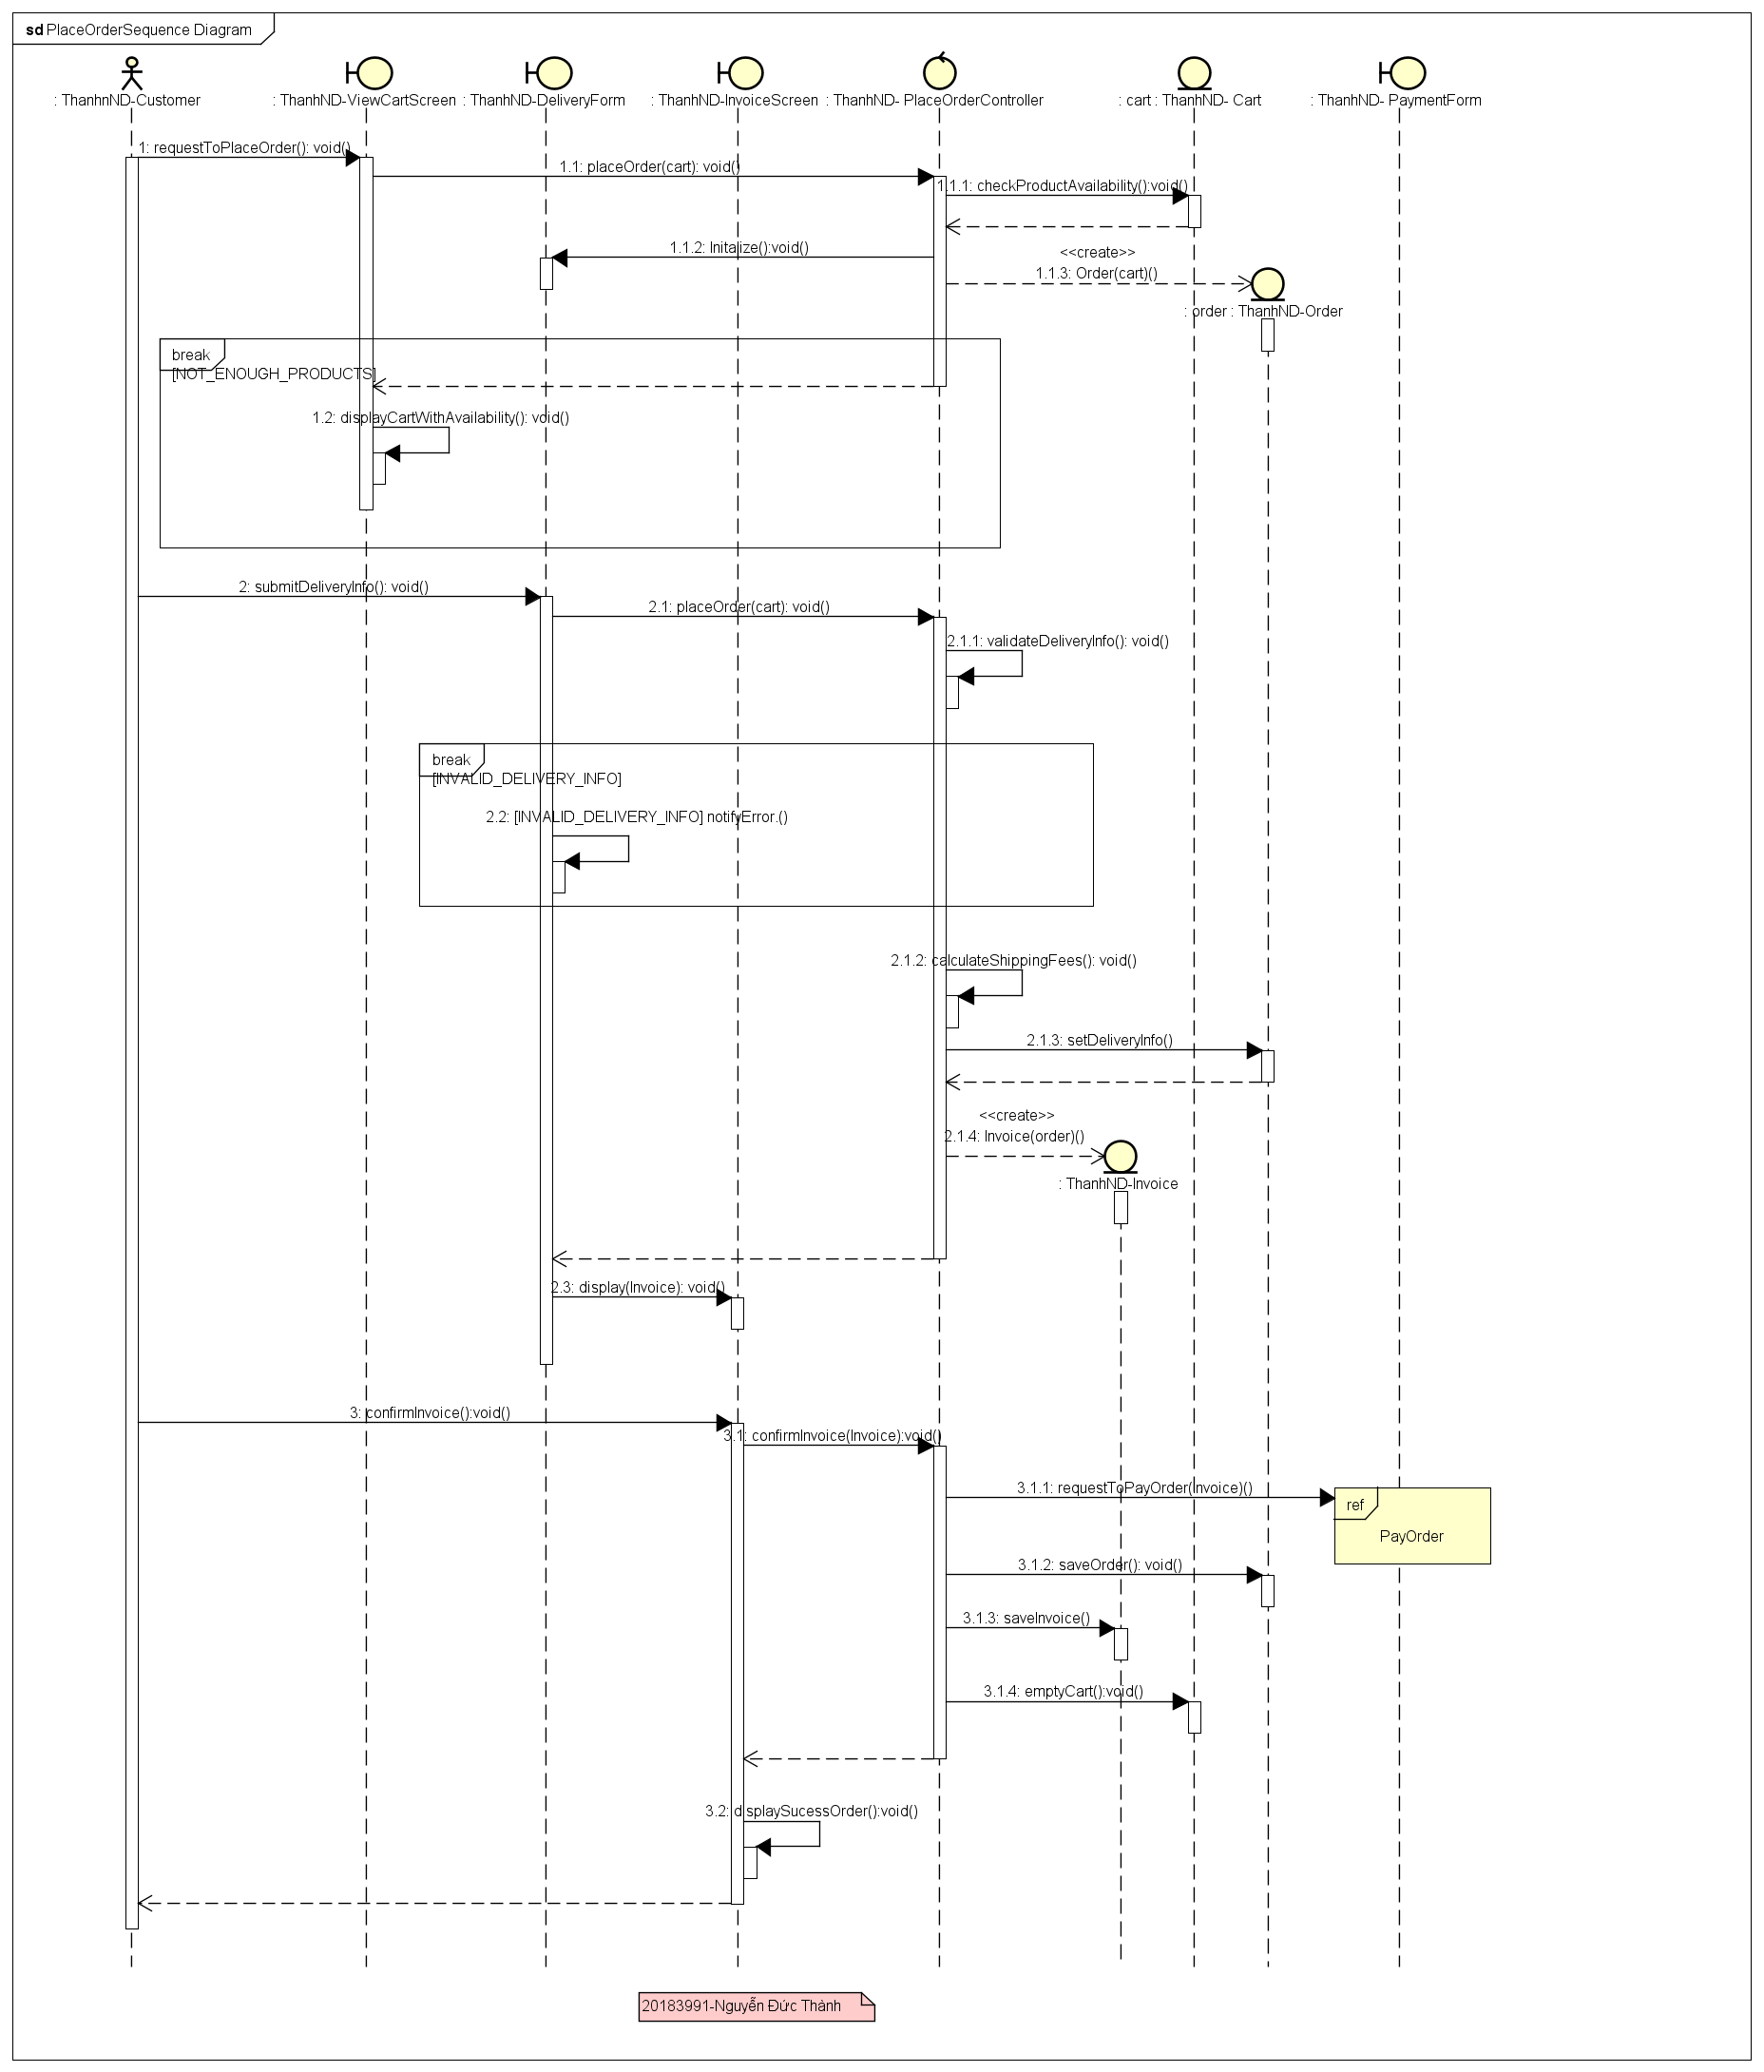 sd PlaceOrderSequence Diagram
: ThanhnND-Customer
: ThanhND-ViewCartScreen
: ThanhND-DeliveryForm
: ThanhND-InvoiceScreen
: ThanhND- PlaceOrderController
: cart : ThanhND- Cart
: ThanhND- PaymentForm
1: requestToPlaceOrder(): void()
1.1: placeOrder(cart): void()
1.1.1: checkProductAvailability():void()
1.1.2: Initalize():void()
<<create>>
1.1.3: Order(cart)()
: order : ThanhND-Order
break
[NOT_ENOUGH_PRODUCTS]
1.2: displayCartWithAvailability(): void()
2: submitDeliveryInfo(): void()
2.1: placeOrder(cart): void()
2.1.1: validateDeliveryInfo(): void()
break
[INVALID_DELIVERY_INFO]
2.2: [INVALID_DELIVERY_INFO] notifyError.()
2.1.2: calculateShippingFees(): void()
2.1.3: setDeliveryInfo()
<<create>>
2.1.4: Invoice(order)()
: ThanhND-Invoice
2.3: display(Invoice): void()
3: confirmInvoice():void()
3.1: confirmInvoice(Invoice):void()
3.1.1: requestToPayOrder(Invoice)()
ref
PayOrder
3.1.2: saveOrder(): void()
3.1.3: saveInvoice()
3.1.4: emptyCart():void()
3.2: displaySucessOrder():void()
20183991-Nguyễn Đức Thành